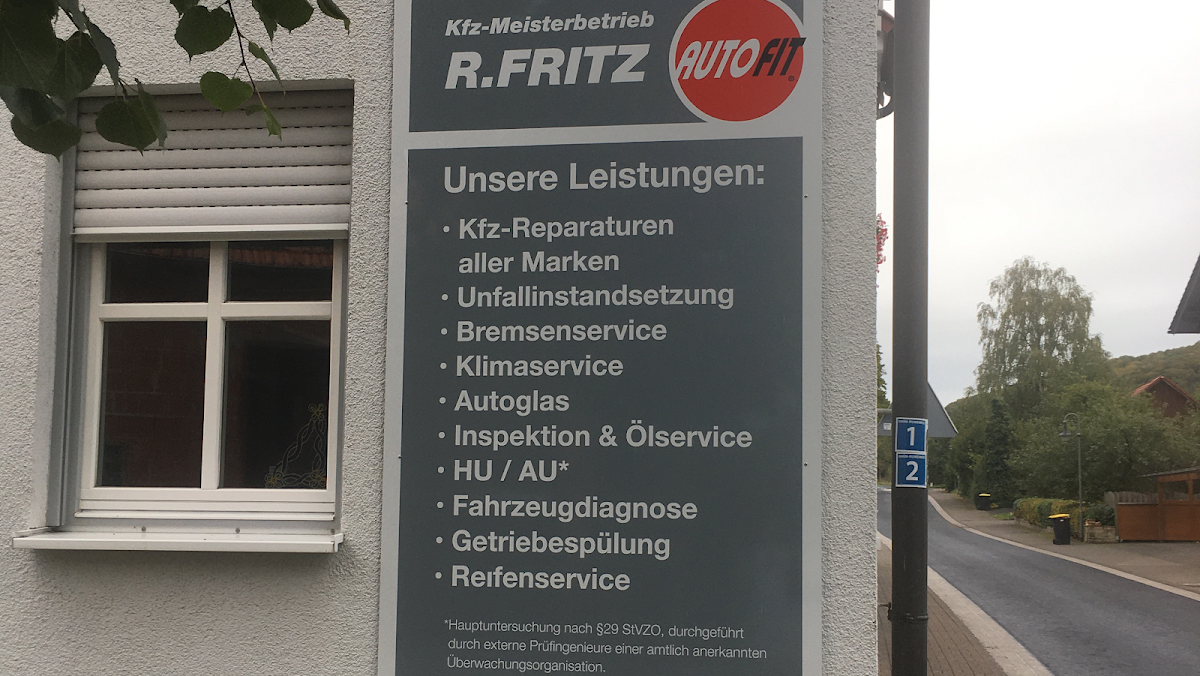 Kfz-Meisterbetrieb
R.FRITZ
AUTOFIT®
Unsere Leistungen:
• Kfz-Reparaturen
aller Marken
• Unfallinstandsetzung
• Bremsenservice
• Klimaservice
• Autoglas
• Inspektion & Ölservice
• HU / AU*
• Fahrzeugdiagnose
• Getriebespülung
• Reifenservice
*Hauptuntersuchung nach §29 StVZO, durchgeführt
durch externe Prüfingenieure einer amtlich anerkannten
Überwachungsorganisation.
1
2